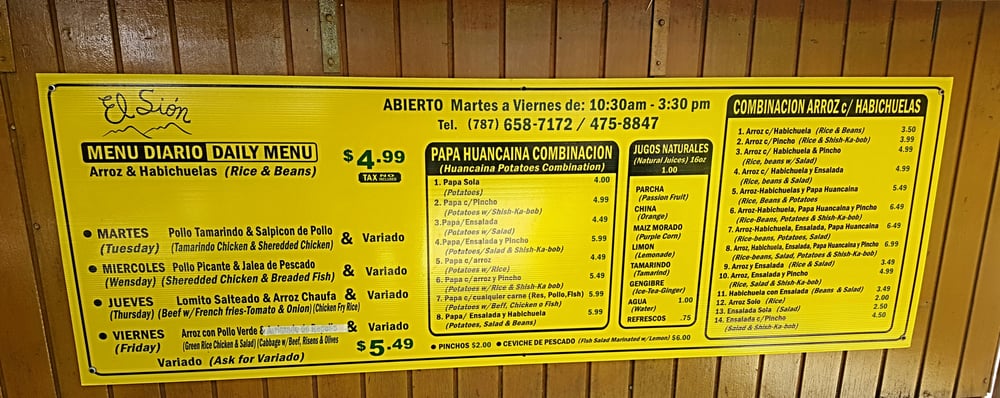 El Sión
ABIERTO Martes a Viernes de: 10:30am - 3:30 pm
Tel. (787) 658-7172 / 475-8847
MENU DIARIO DAILY MENU
Arroz & Habichuelas (Rice & Beans)
$4.99
TAX NO INCLUIDO
• MARTES Pollo Tamarindo & Salpicon de Pollo & Variado
(Tuesday) (Tamarindo Chicken & Sheredded Chicken)
• MIERCOLES Pollo Picante & Jalea de Pescado & Variado
(Wensday) (Sheredded Chicken & Breaded Fish)
• JUEVES Lomito Salteado & Arroz Chaufa & Variado
(Thursday) (Beef w/French fries-Tomato & Onion) (Chicken Fry Rice)
• VIERNES Arroz con Pollo Verde & & Variado
(Friday) (Green Rice Chicken & Salad) (Cabbage w/Beef, Risens & Olives
$5.49
Variado (Ask for Variado)
PAPA HUANCAINA COMBINACION
(Huancaina Potatoes Combination)
1. Papa Sola 4.00
(Potatoes)
2. Papa c/Pincho 4.99
(Potatoes w/Shish-Ka-bob)
3.Papa/Ensalada 4.49
(Potatoes w/Salad)
4.Papa/Ensalada y Pincho 5.99
(Potatoes/Salad & Shish-Ka-bob)
5. Papa c/arroz 4.49
(Potatoes w/Rice)
6. Papa c/arroz y Pincho 5.49
(Potatoes w/Rice & Shish-Ka-bob)
7. Papa c/cualquier carne (Res, Pollo,Fish) 5.99
(Potatoes w/Beff, Chicken o Fish)
8. Papa/ Ensalada y Habichuela 5.99
(Potatoes, Salad & Beans)
• PINCHOS $2.00 • CEVICHE DE PESCADO (Fish Salad Marinated w/Lemon) $6.00
JUGOS NATURALES
(Natural Juices) 16oz
1.00
PARCHA
(Passion Fruit)
CHINA
(Orange)
MAIZ MORADO
(Purple Corn)
LIMON
(Lemonade)
TAMARINDO
(Tamarind)
GENGIBRE
(Ice-Tea-Ginger)
AGUA 1.00
(Water)
REFRESCOS .75
COMBINACION ARROZ c/ HABICHUELAS
1. Arroz c/Habichuela (Rice & Beans) 3.50
2. Arroz c/Pincho (Rice & Shish-Ka-bob) 3.99
3. Arroz c/Habichuela & Pincho 4.99
(Rice, beans w/Salad)
4. Arroz c/Habichuela y Ensalada 4.99
(Rice, beans & Salad)
5. Arroz-Habichuelas y Papa Huancaina 5.49
(Rice, Beans & Potatoes
6. Arroz-Habichuela, Papa Huancaina y Pincho 6.49
(Rice-Beans, Potatoes & Shish-Ka-bob)
7. Arroz-Habichuela, Ensalada, Papa Huancaina 6.49
(Rice-beans, Potatoes, Salad)
8. Arroz, Habichuela, Ensalada, Papa Huancaina y Pincho 6.99
(Rice-beans, Salad, Potatoes & Shish-Ka-bob)
9. Arroz y Ensalada (Rice & Salad) 3.49
10. Arroz, Ensalada y Pincho 4.99
(Rice, Salad & Shish-Ka-bob)
11. Habichuela con Ensalada (Beans & Salad) 3.49
12. Arroz Solo (Rice) 2.00
13. Ensalada Sola (Salad) 2.50
14. Ensalada c/Pincho 4.50
(Salad & Shish-Ka-bob)